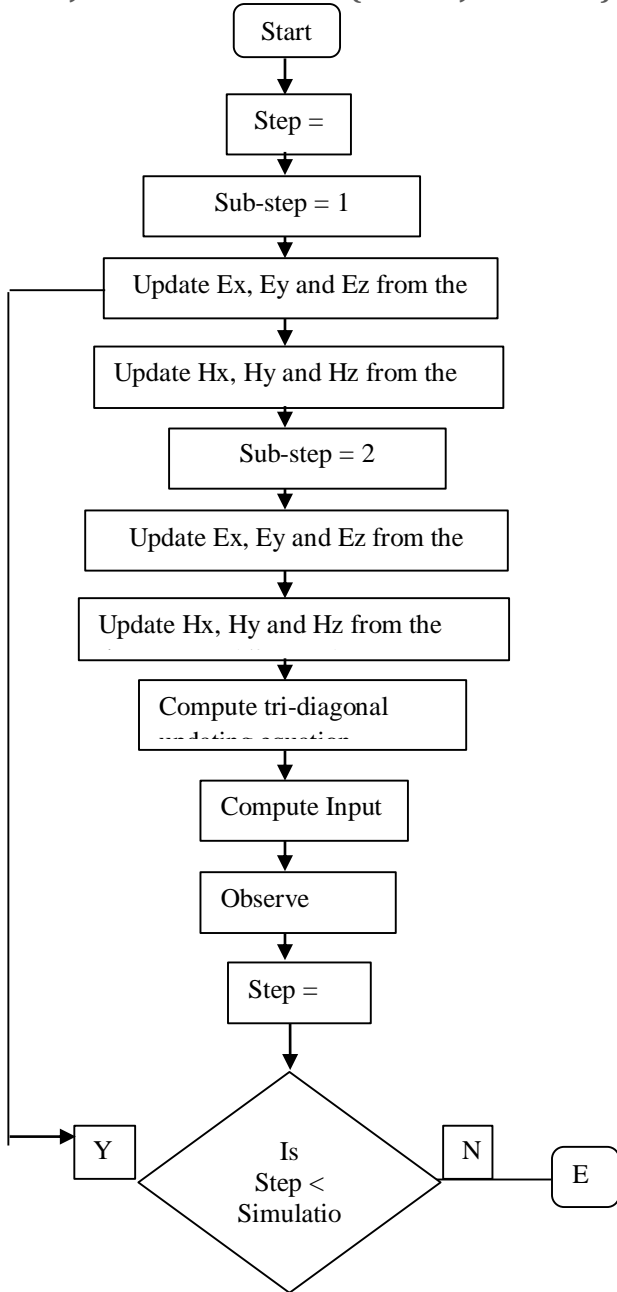 Start
Step =
Sub-step = 1
Update Ex, Ey and Ez from the
Update Hx, Hy and Hz from the
Sub-step = 2
Update Ex, Ey and Ez from the
Update Hx, Hy and Hz from the
Compute tri-diagonal
updating equation
Compute Input
Observe
Step =
Y
Is
Step <
Simulatio
N
E